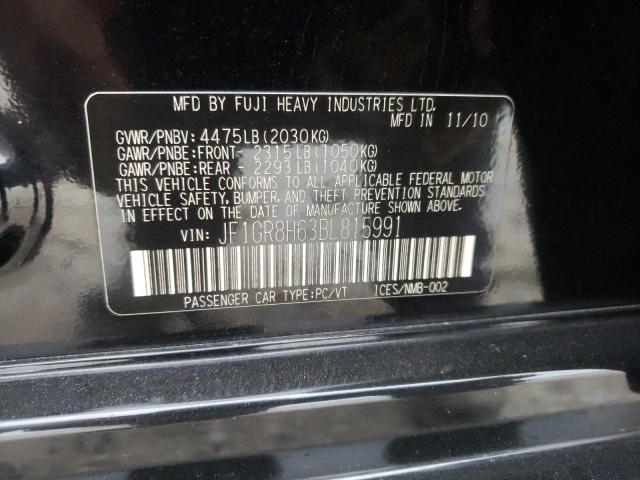 MFD BY FUJI HEAVY INDUSTRIES LTD.
MFD IN 11/10
GVWR/PNBV: 4475LB(2030KG)
GAWR/PNBE:FRONT- 2315LB(1050KG)
GAWR/PNBE:REAR - 2293LB(1040KG)
THIS VEHICLE CONFORMS TO ALL APPLICABLE FEDERAL MOTOR
VEHICLE SAFETY, BUMPER, AND THEFT PREVENTION STANDARDS
IN EFFECT ON THE DATE OF MANUFACTURE SHOWN ABOVE.
VIN: JF1GR8H63BL815991
PASSENGER CAR TYPE:PC/VT ICES/NMB-002